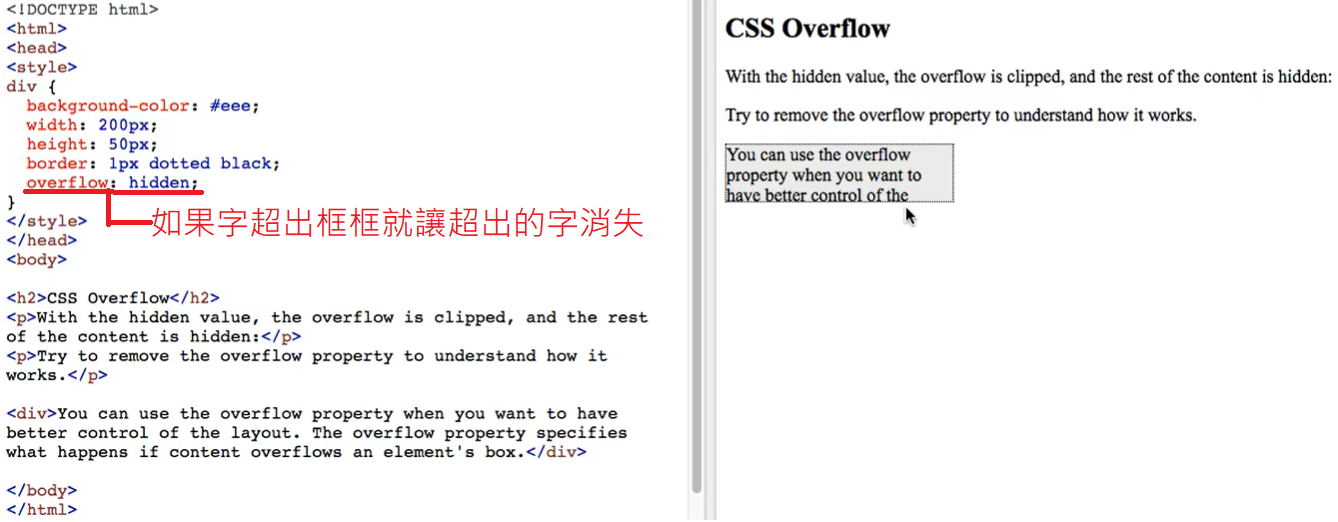 <!DOCTYPE html>
<html>
<head>
<style>
div {
  background-color: #eee;
  width: 200px;
  height: 50px;
  border: 1px dotted black;
  overflow: hidden;
}
如果字超出框框就讓超出的字消失
</style>
</head>
<body>
<h2>CSS Overflow</h2>
<p>With the hidden value, the overflow is clipped, and the rest
of the content is hidden:</p>
<p>Try to remove the overflow property to understand how it
works.</p>
<div>You can use the overflow property when you want to have
better control of the layout. The overflow property specifies
what happens if content overflows an element's box.</div>
</body>
</html>
CSS Overflow
With the hidden value, the overflow is clipped, and the rest of the content is hidden:
Try to remove the overflow property to understand how it works.
You can use the overflow
property when you want to
have better control of the